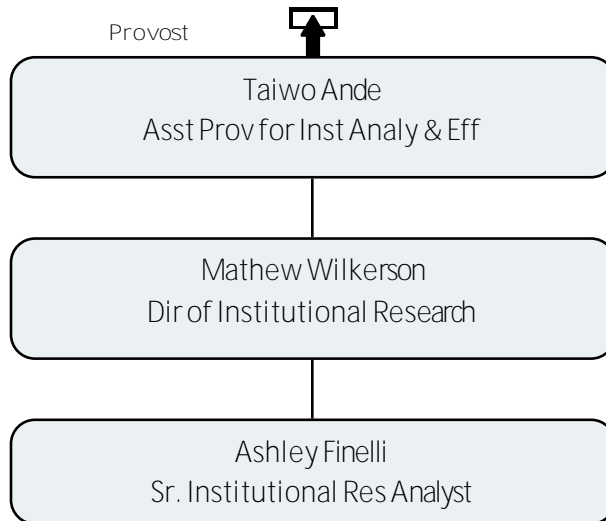 Provost
Taiwo Ande
Asst Prov for Inst Analy & Eff
Mathew Wilkerson
Dir of Institutional Research
Ashley Finelli
Sr. Institutional Res Analyst